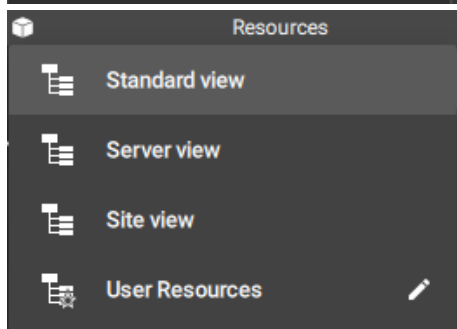 Resources
Standard view
Server view
Site view
User Resources